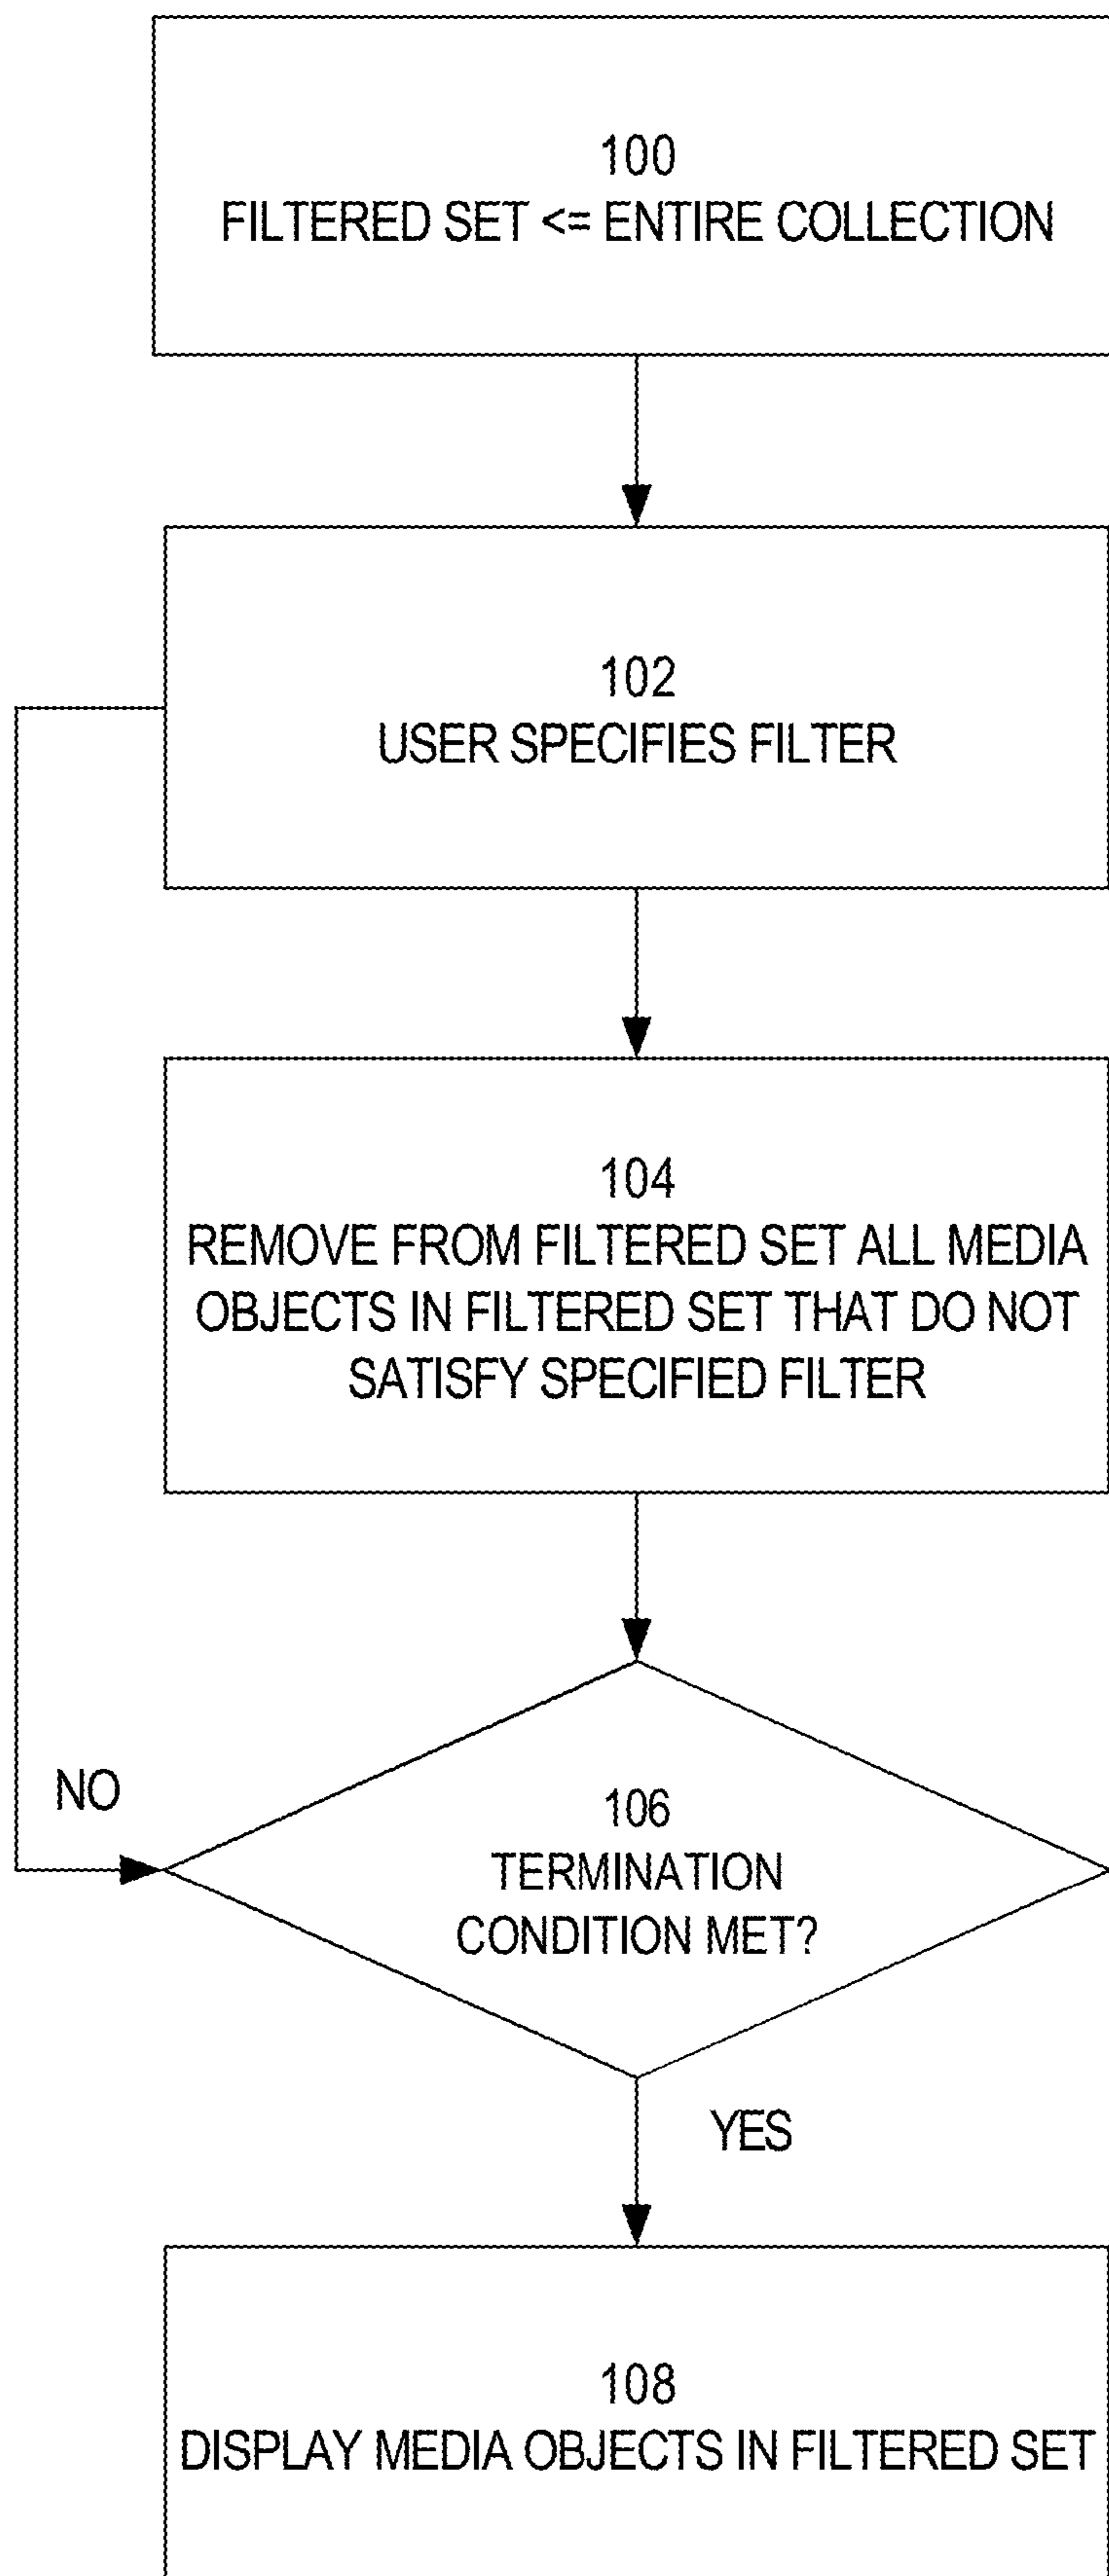 100
FILTERED SET <= ENTIRE COLLECTION
102
USER SPECIFIES FILTER
104
REMOVE FROM FILTERED SET ALL MEDIA
OBJECTS IN FILTERED SET THAT DO NOT
SATISFY SPECIFIED FILTER
NO
106
TERMINATION
CONDITION MET?
YES
108
DISPLAY MEDIA OBJECTS IN FILTERED SET